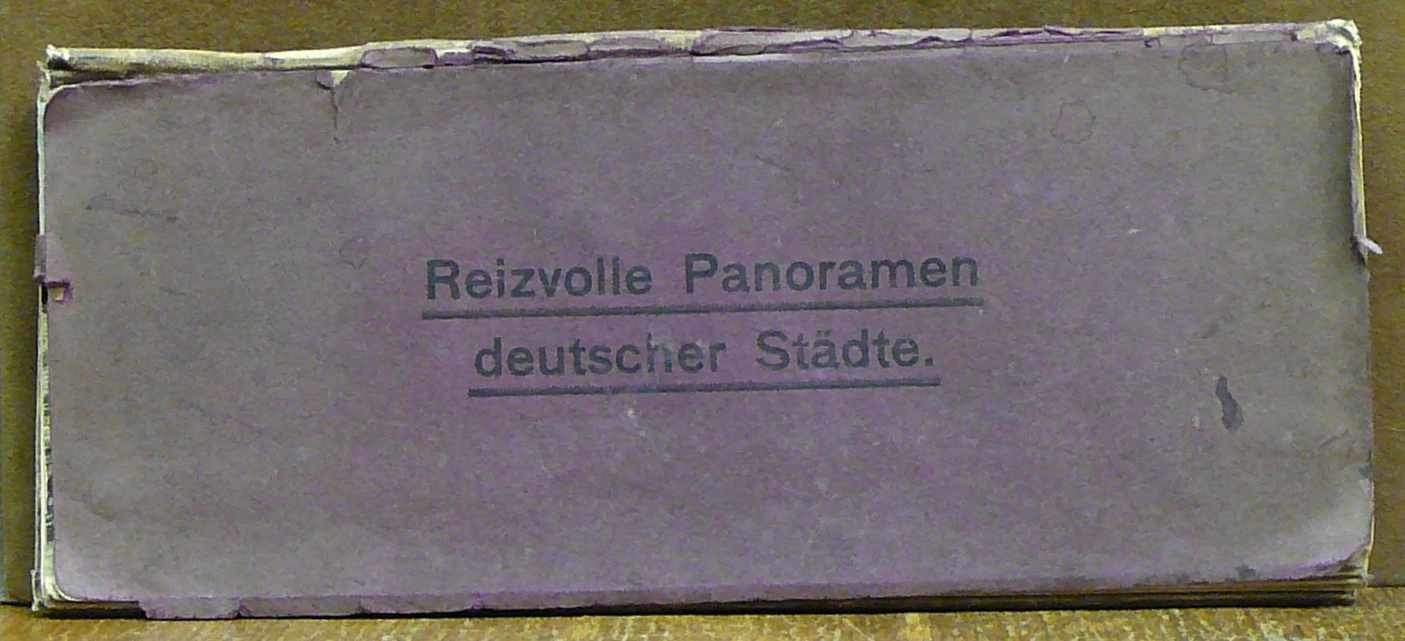 Reizvolle Panoramen
deutscher Städte.